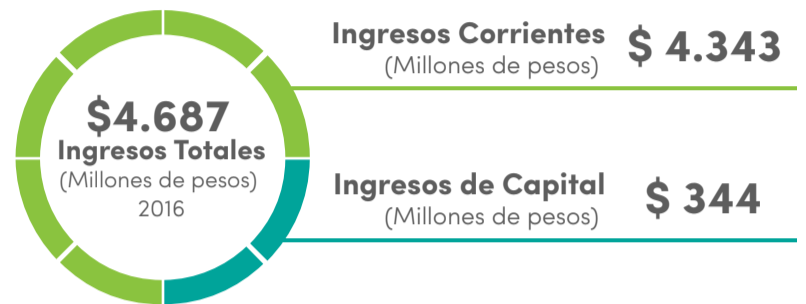 $4.687
Ingresos Totales
(Millones de pesos)
2016
Ingresos Corrientes
(Millones de pesos)
$ 4.343
Ingresos de Capital
(Millones de pesos)
$ 344